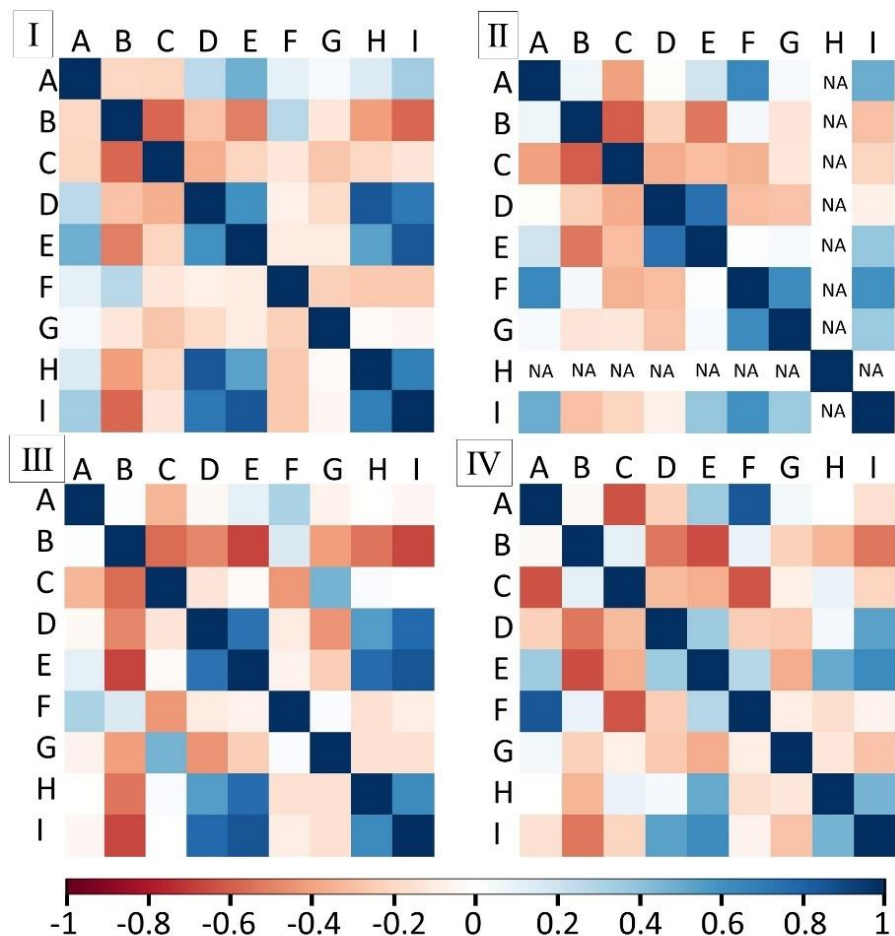 I A B C D E F G H I
A
B
C
D
E
F
G
H
I
II A B C D E F G H I
A NA
B NA
C NA
D NA
E NA
F NA
G NA
H NA NA NA NA NA NA NA NA
I NA
III A B C D E F G H I
A
B
C
D
E
F
G
H
I
IV A B C D E F G H I
A
B
C
D
E
F
G
H
I
-1 -0.8 -0.6 -0.4 -0.2 0 0.2 0.4 0.6 0.8 1